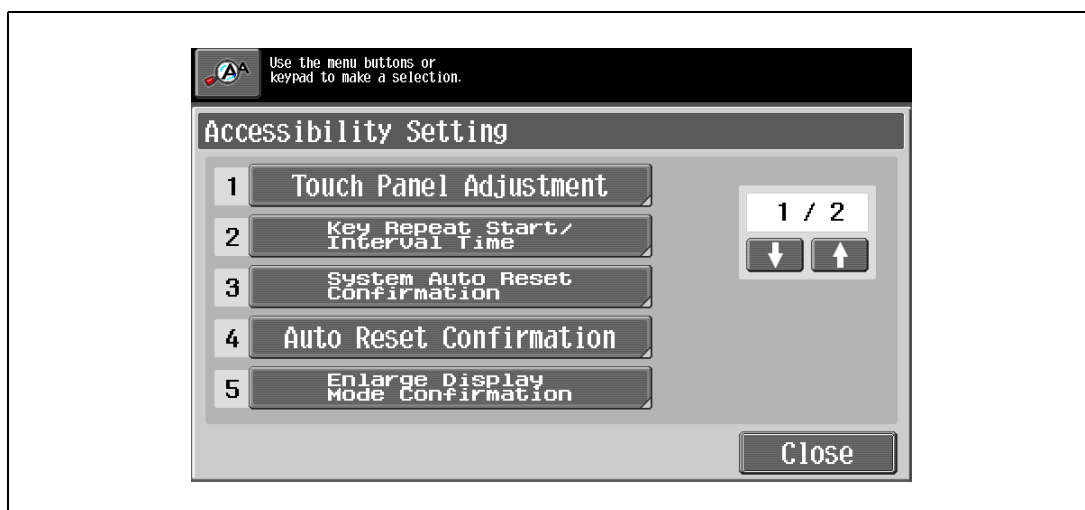 AA
Use the menu buttons or
keypad to make a selection.
Accessibility Setting
1 Touch Panel Adjustment
1 / 2
2 Key Repeat Start/
Interval Time
3 System Auto Reset
Confirmation
4 Auto Reset Confirmation
5 Enlarge Display
Mode Confirmation
Close